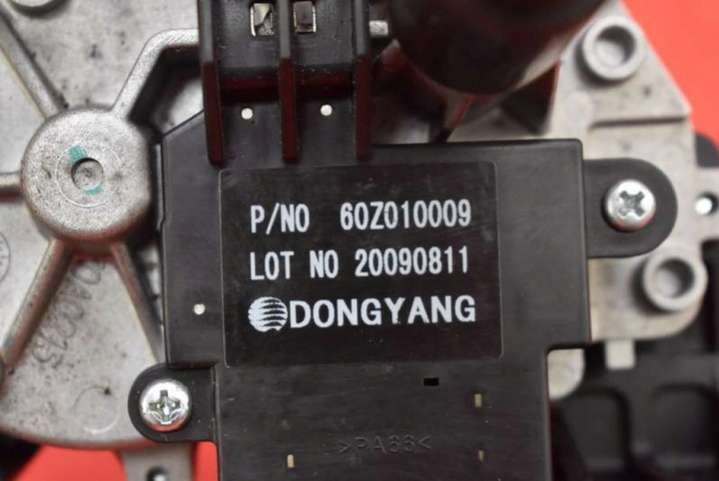 P/NO 60Z010009
LOT NO 20090811
DONGYANG
>PA66<